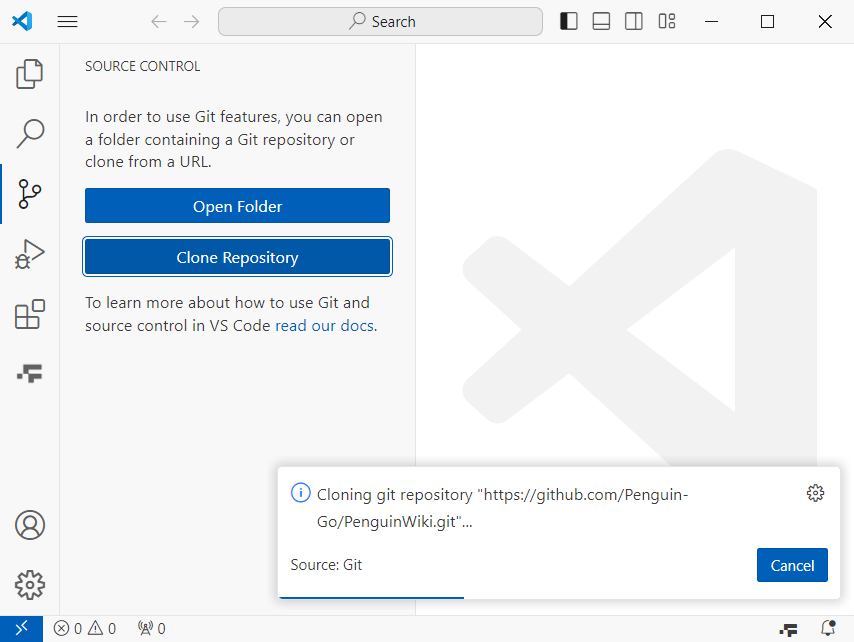 Search
SOURCE CONTROL
In order to use Git features, you can open
a folder containing a Git repository or
clone from a URL.
Open Folder
Clone Repository
To learn more about how to use Git and
source control in VS Code read our docs.
Cloning git repository "https://github.com/Penguin-
Go/PenguinWiki.git"...
Source: Git
Cancel
0 0 0